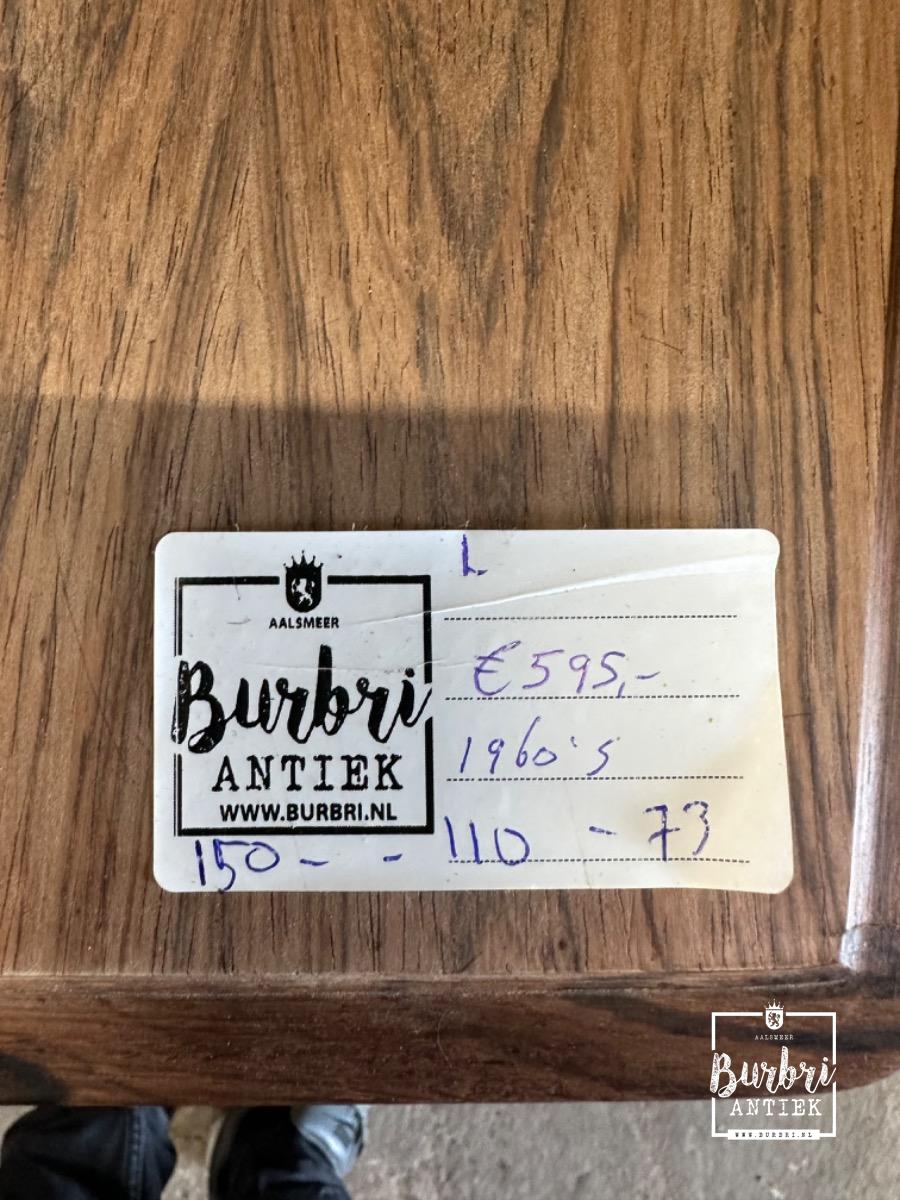 AALSMEER
Burbri
ANTIEK
WWW.BURBRI.NL
L
€ 595,-
1960's
150 - - 110 - 73
AALSMEER
Burbri
ANTIEK
WWW.BURBRI.NL